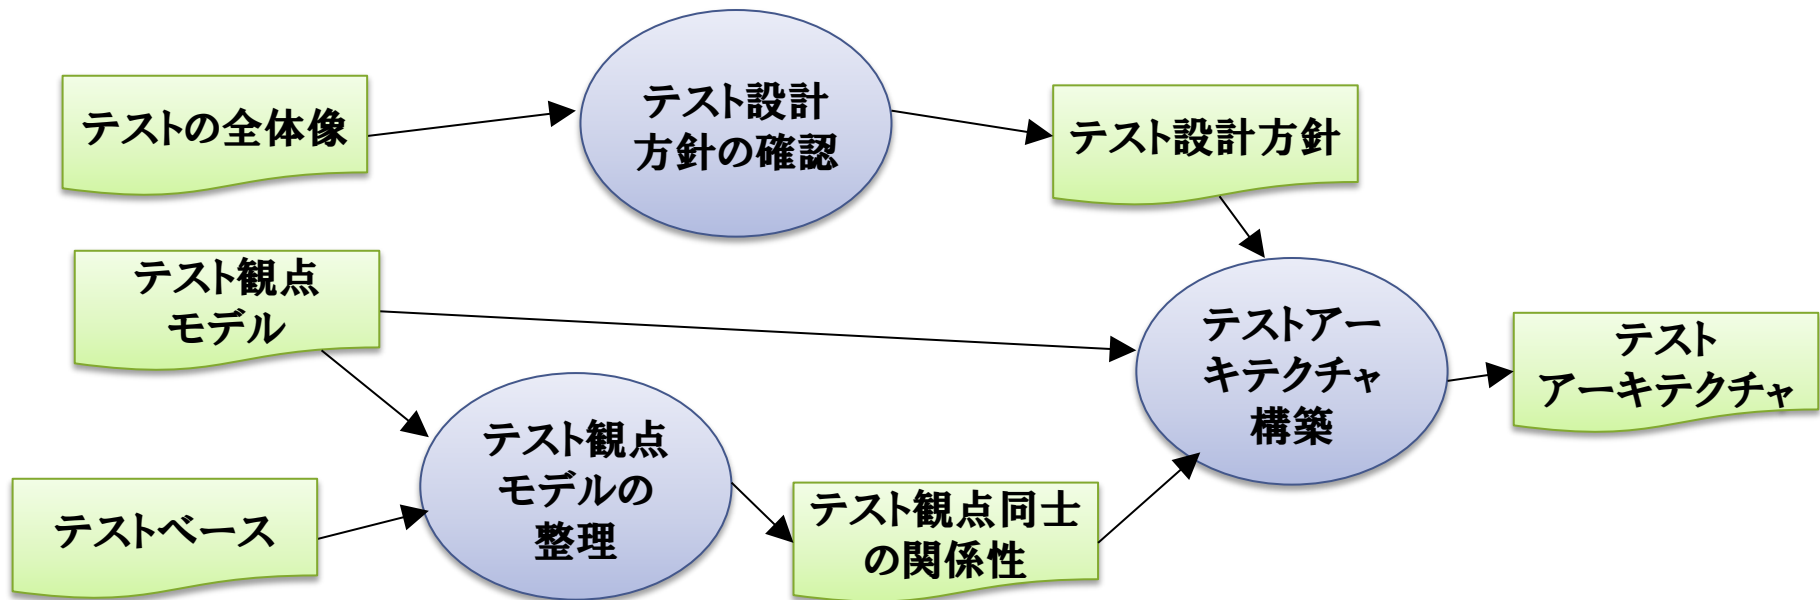 テストの全体像
テスト設計
方針の確認
テスト設計方針
テスト観点
モデル
テストアー
キテクチャ
構築
テスト
アーキテクチャ
テスト観点
モデルの
整理
テストベース
テスト観点同士
の関係性